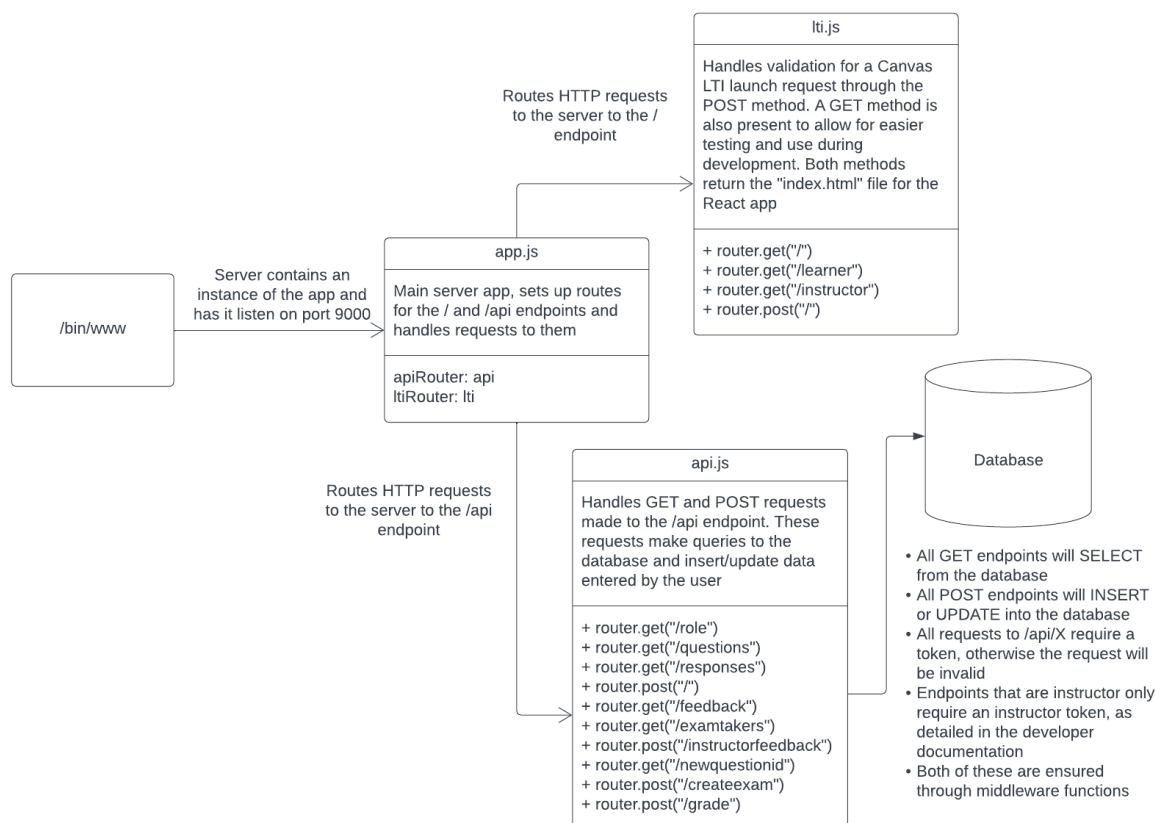 lti.js
Handles validation for a Canvas
LTI launch request through the
POST method. A GET method is
also present to allow for easier
testing and use during
development. Both methods
return the "index.html" file for the
React app
+ router.get("/")
+ router.get("/learner")
+ router.get("/instructor")
+ router.post("/")
Routes HTTP requests
to the server to the /
endpoint
app.js
Main server app, sets up routes
for the / and /api endpoints and
handles requests to them
apiRouter: api
ltiRouter: lti
Server contains an
instance of the app and
has it listen on port 9000
/bin/www
Routes HTTP requests
to the server to the /api
endpoint
api.js
Handles GET and POST requests
made to the /api endpoint. These
requests make queries to the
database and insert/update data
entered by the user
+ router.get("/role")
+ router.get("/questions")
+ router.get("/responses")
+ router.post("/")
+ router.get("/feedback")
+ router.get("/examtakers")
+ router.post("/instructorfeedback")
+ router.get("/newquestionid")
+ router.post("/createexam")
+ router.post("/grade")
Database
• All GET endpoints will SELECT
from the database
• All POST endpoints will INSERT
or UPDATE into the database
• All requests to /api/X require a
token, otherwise the request will
be invalid
• Endpoints that are instructor only
require an instructor token, as
detailed in the developer
documentation
• Both of these are ensured
through middleware functions